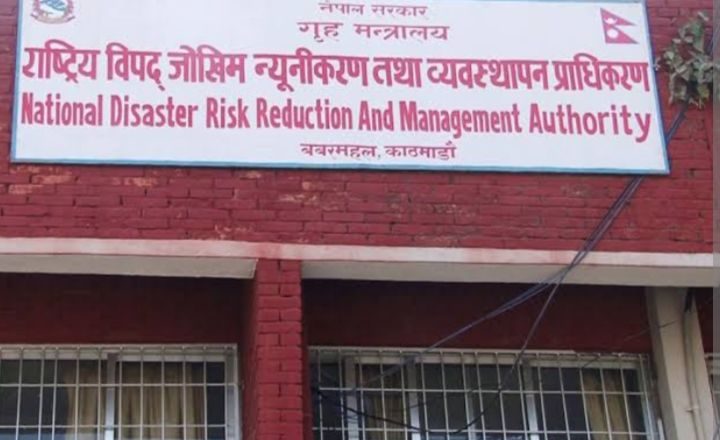 नेपाल सरकार
गृह मन्त्रालय
राष्ट्रिय विपद् जोखिम न्यूनीकरण तथा व्यवस्थापन प्राधिकरण
National Disaster Risk Reduction And Management Authority
बबरमहल, काठमाडौं